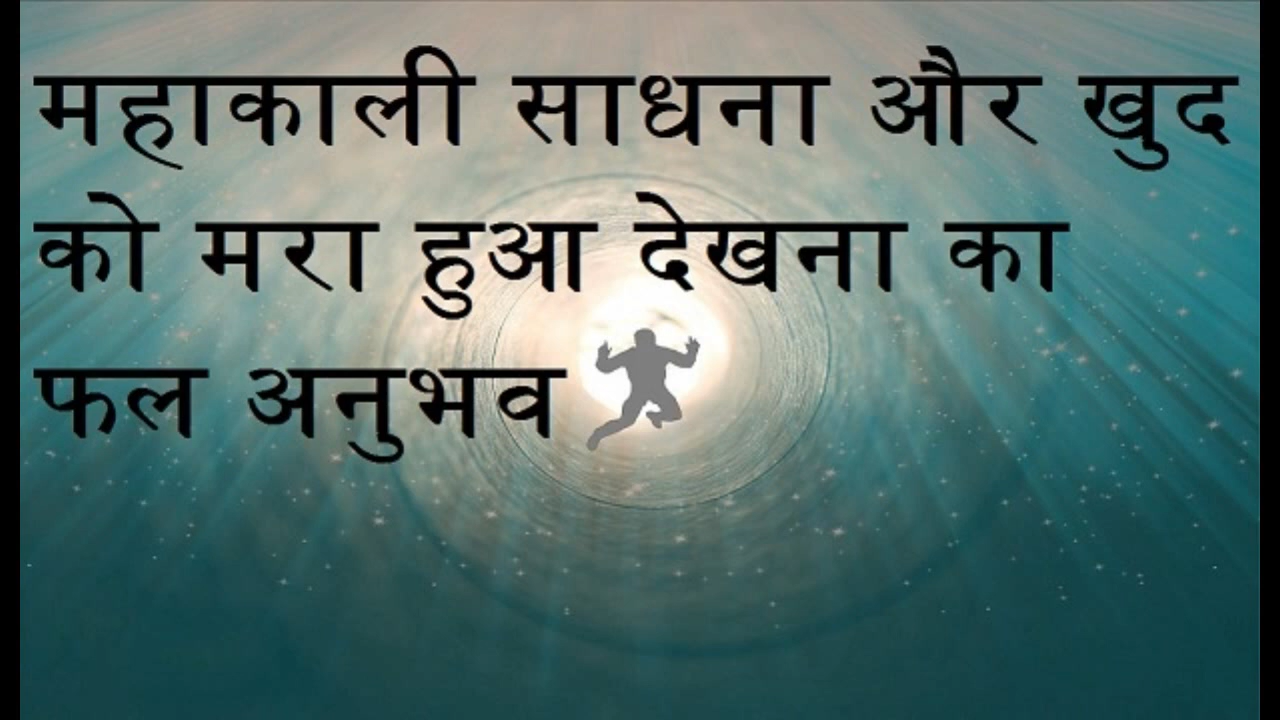 महाकाली साधना और खुद
को मरा हुआ देखना का
फल अनुभव